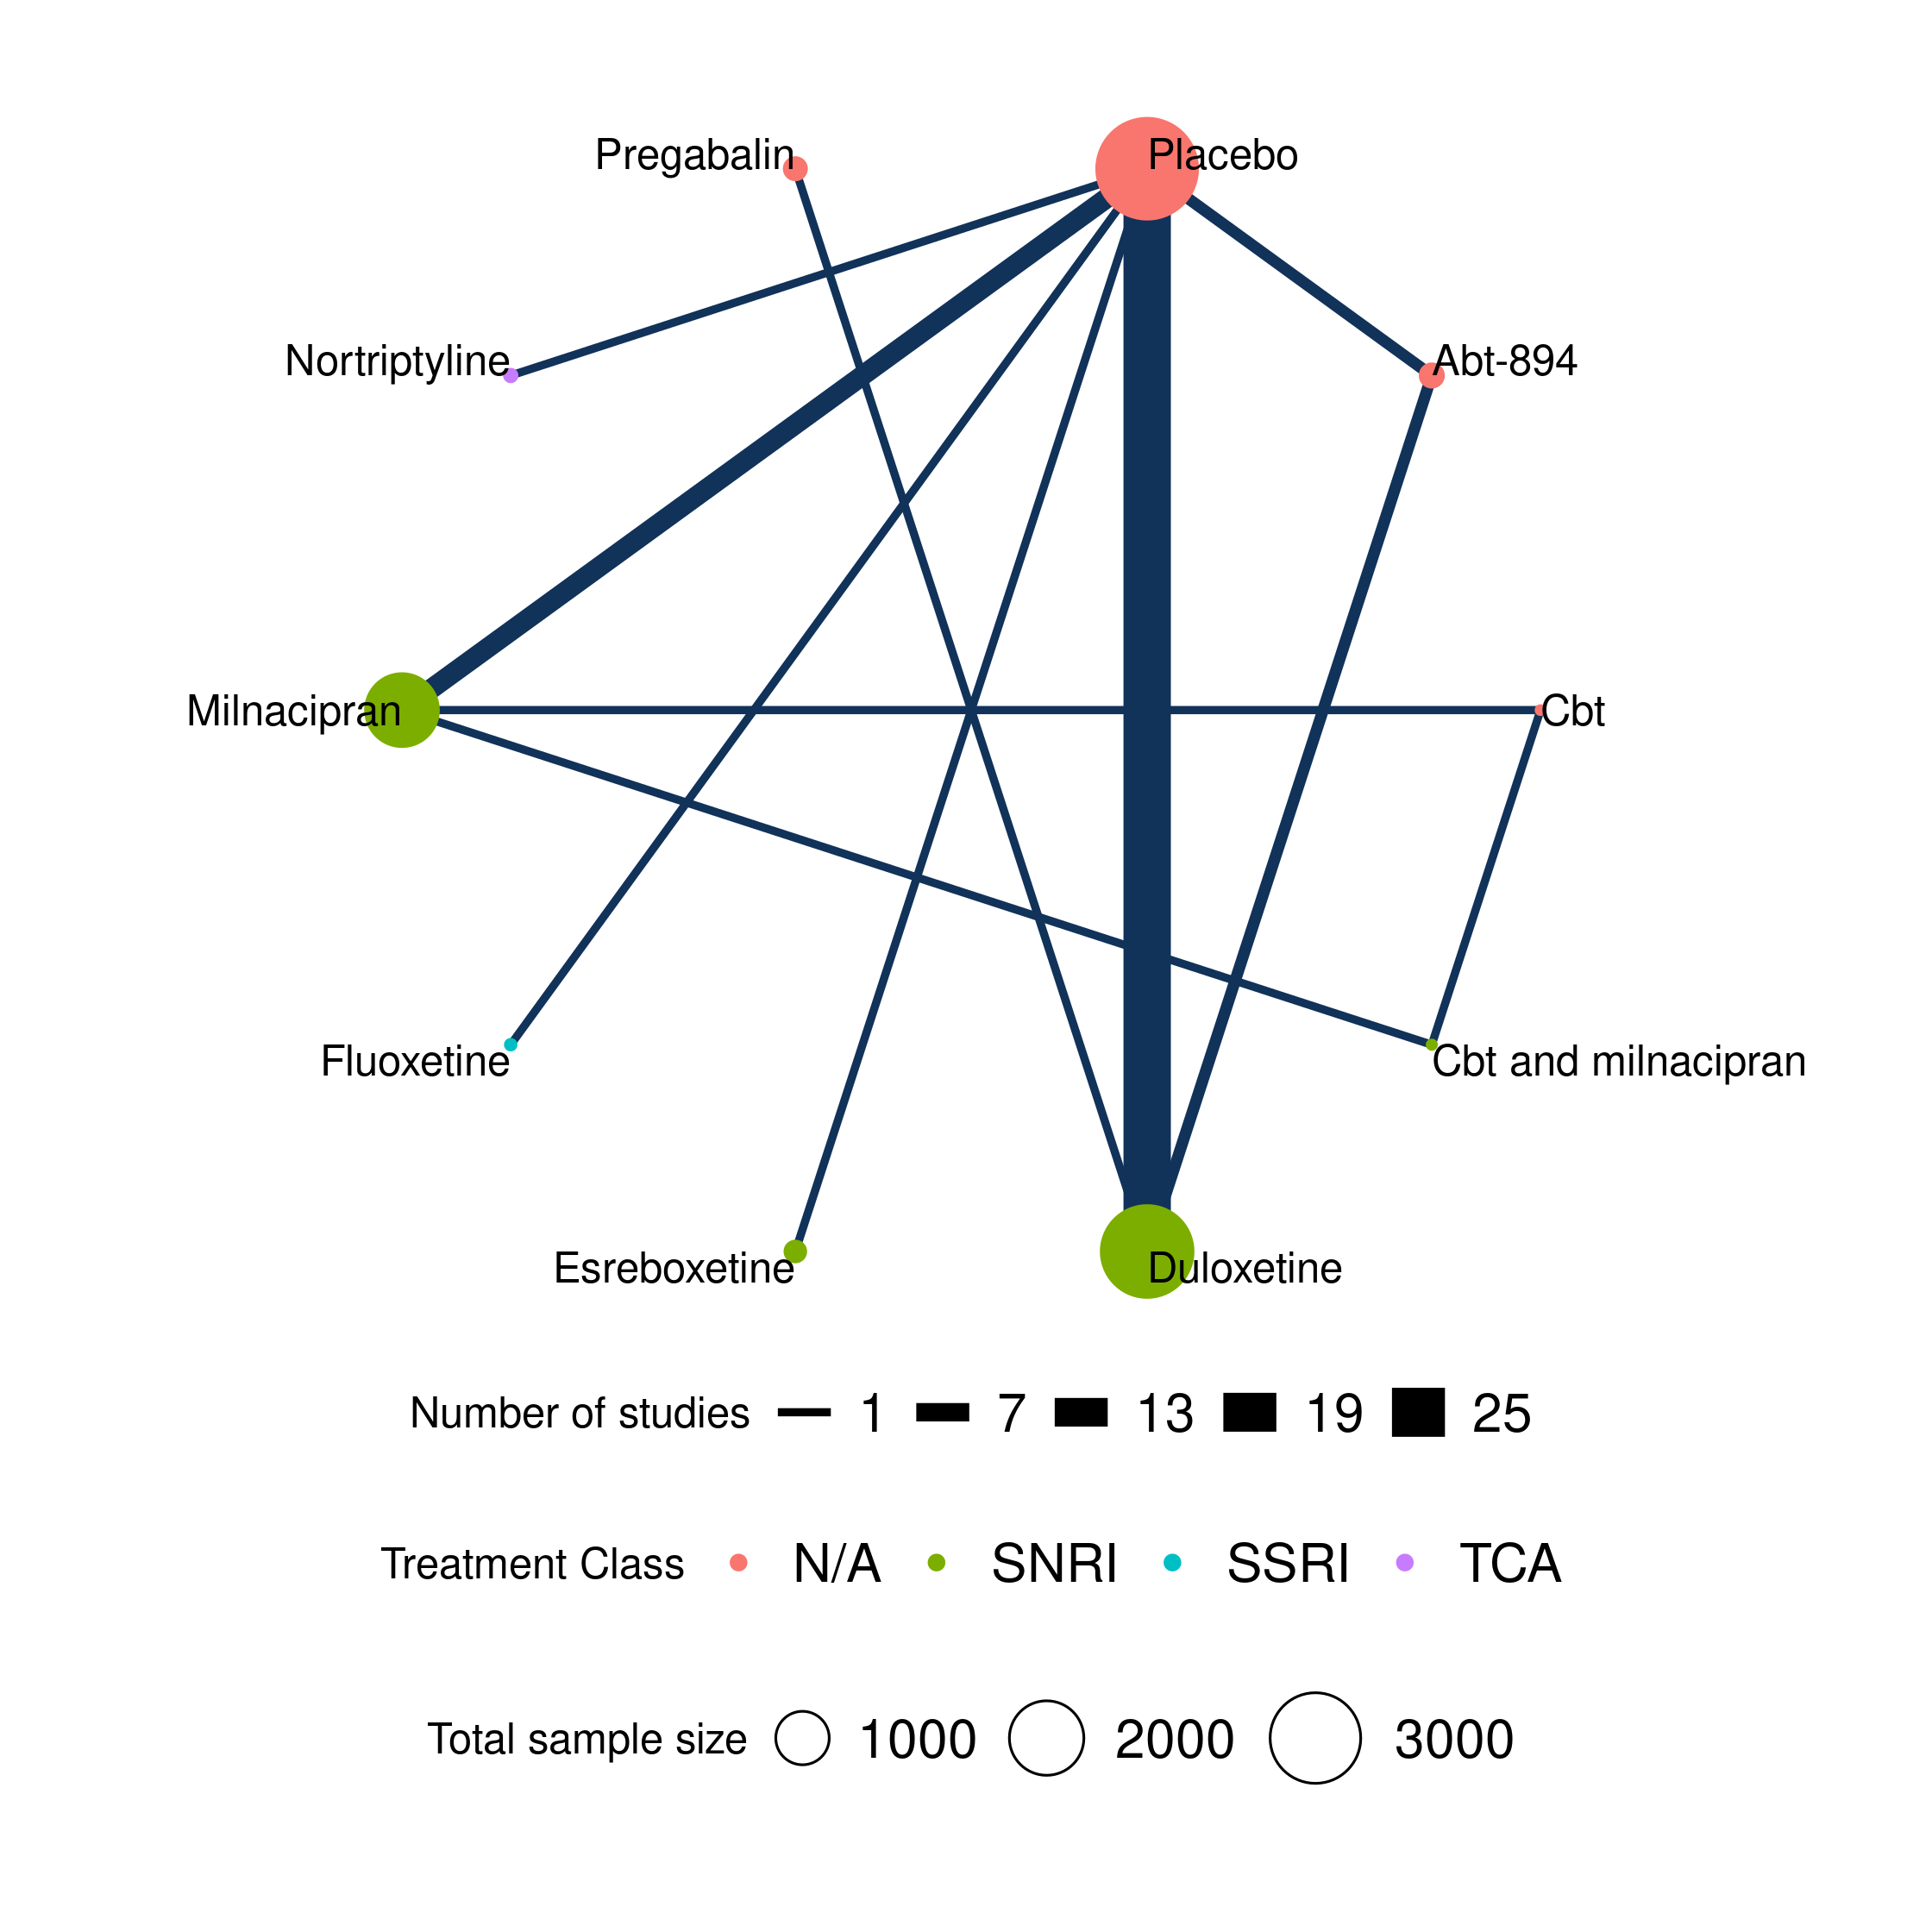 Pregabalin
Placebo
Nortriptyline
Abt-894
Milnacipran
Cbt
Fluoxetine
Cbt and milnacipran
Esreboxetine
Duloxetine
Number of studies 1 7 13 19 25
Treatment Class N/A SNRI SSRI TCA
Total sample size 1000 2000 3000